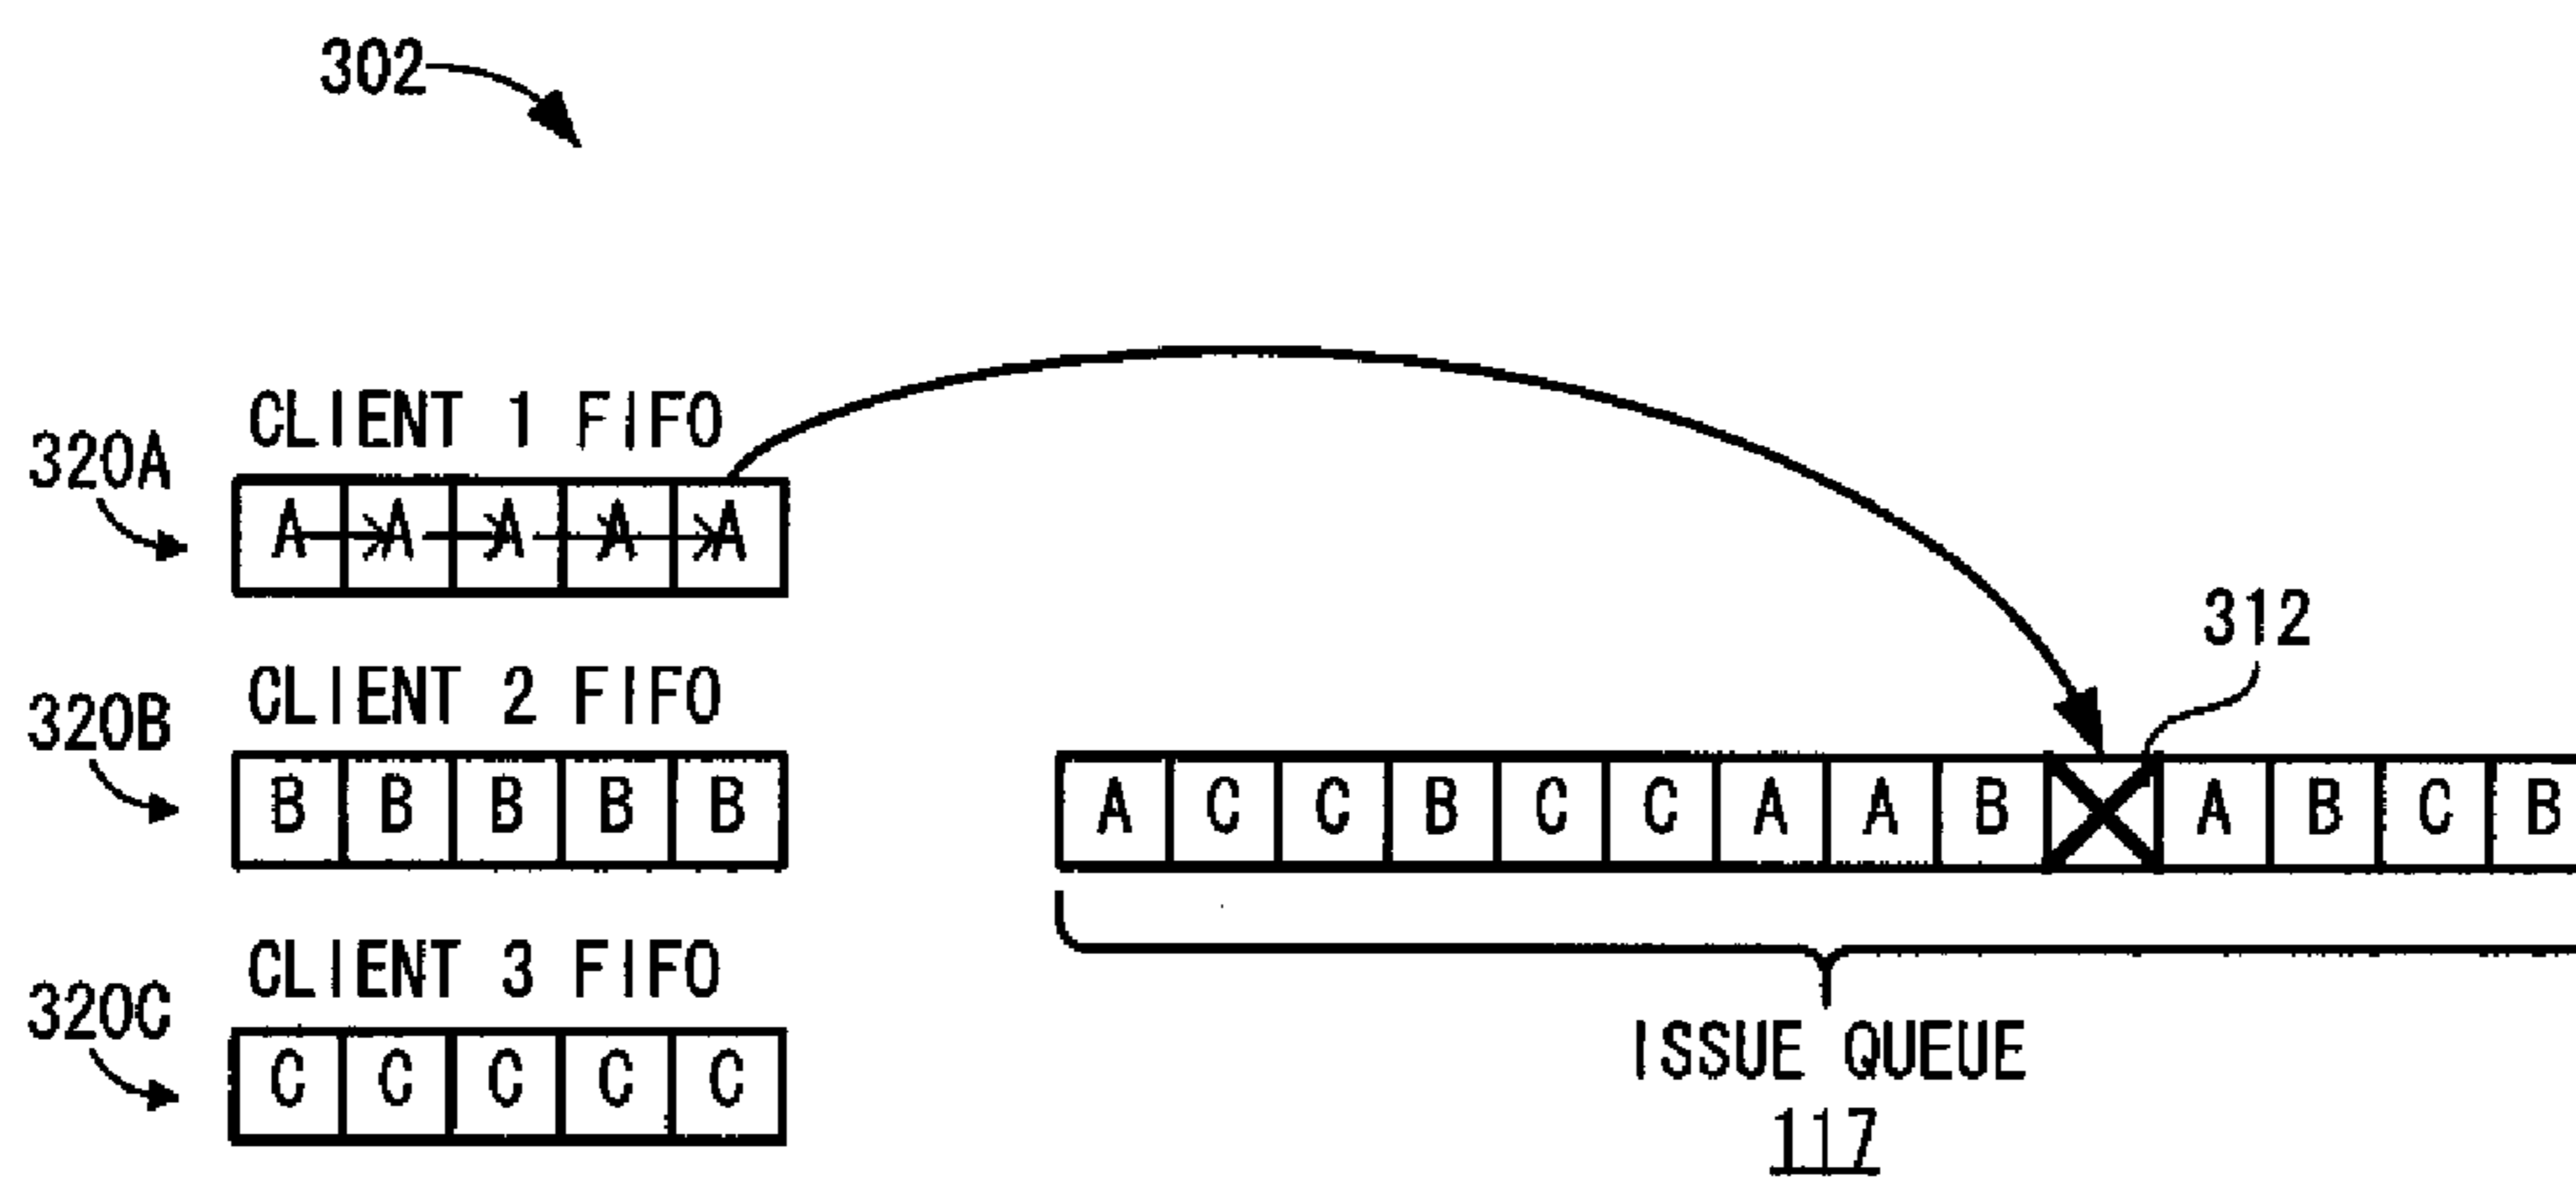 302
CLIENT 1 FIFO
320A
A A A A A
312
CLIENT 2 FIFO
320B
B B B B B
A C C B C C A A B A B C B
CLIENT 3 FIFO
320C
C C C C C
ISSUE QUEUE
117